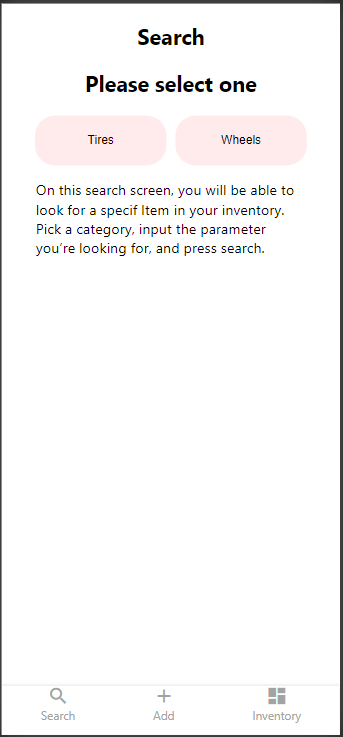 Search
Please select one
Tires
Wheels
On this search screen, you will be able to
look for a specif Item in your inventory.
Pick a category, input the parameter
you’re looking for, and press search.
Search
Add
Inventory